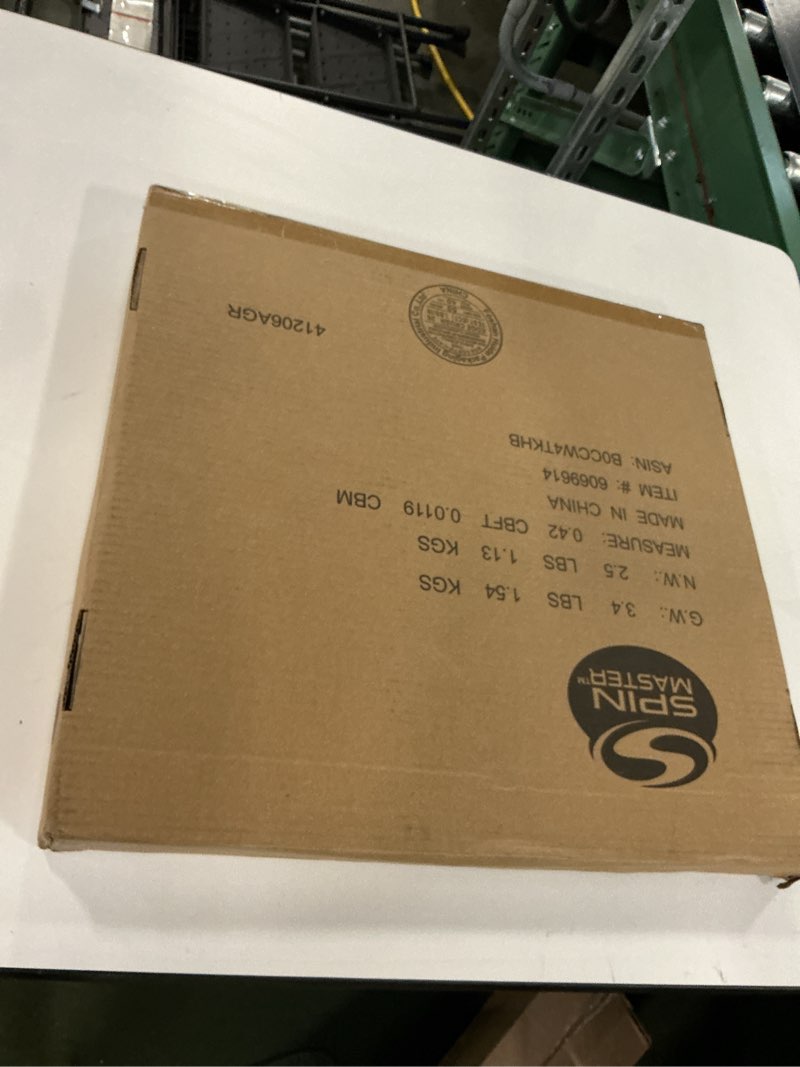 SPIN
MASTER™
G.W.: 3.4 LBS 1.54 KGS
N.W.: 2.5 LBS 1.13 KGS
MEASURE: 0.42 CBFT 0.0119 CBM
MADE IN CHINA
ITEM # 6069614
ASIN: B0CCW4TKHB
CHINA
41206AGR